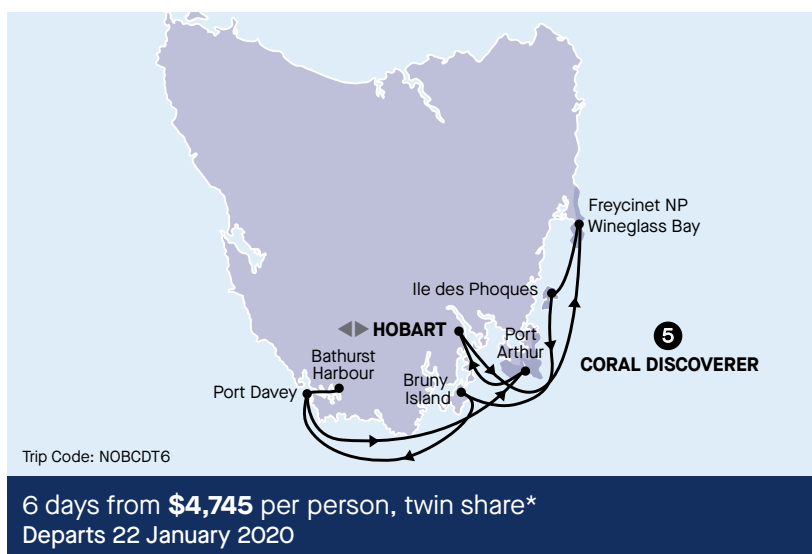 Freycinet NP
Wineglass Bay
Ile des Phoques
HOBART
Port
Arthur
5
CORAL DISCOVERER
Bathurst
Harbour
Port Davey
Bruny
Island
Trip Code: NOBCDT6
6 days from $4,745 per person, twin share*
Departs 22 January 2020